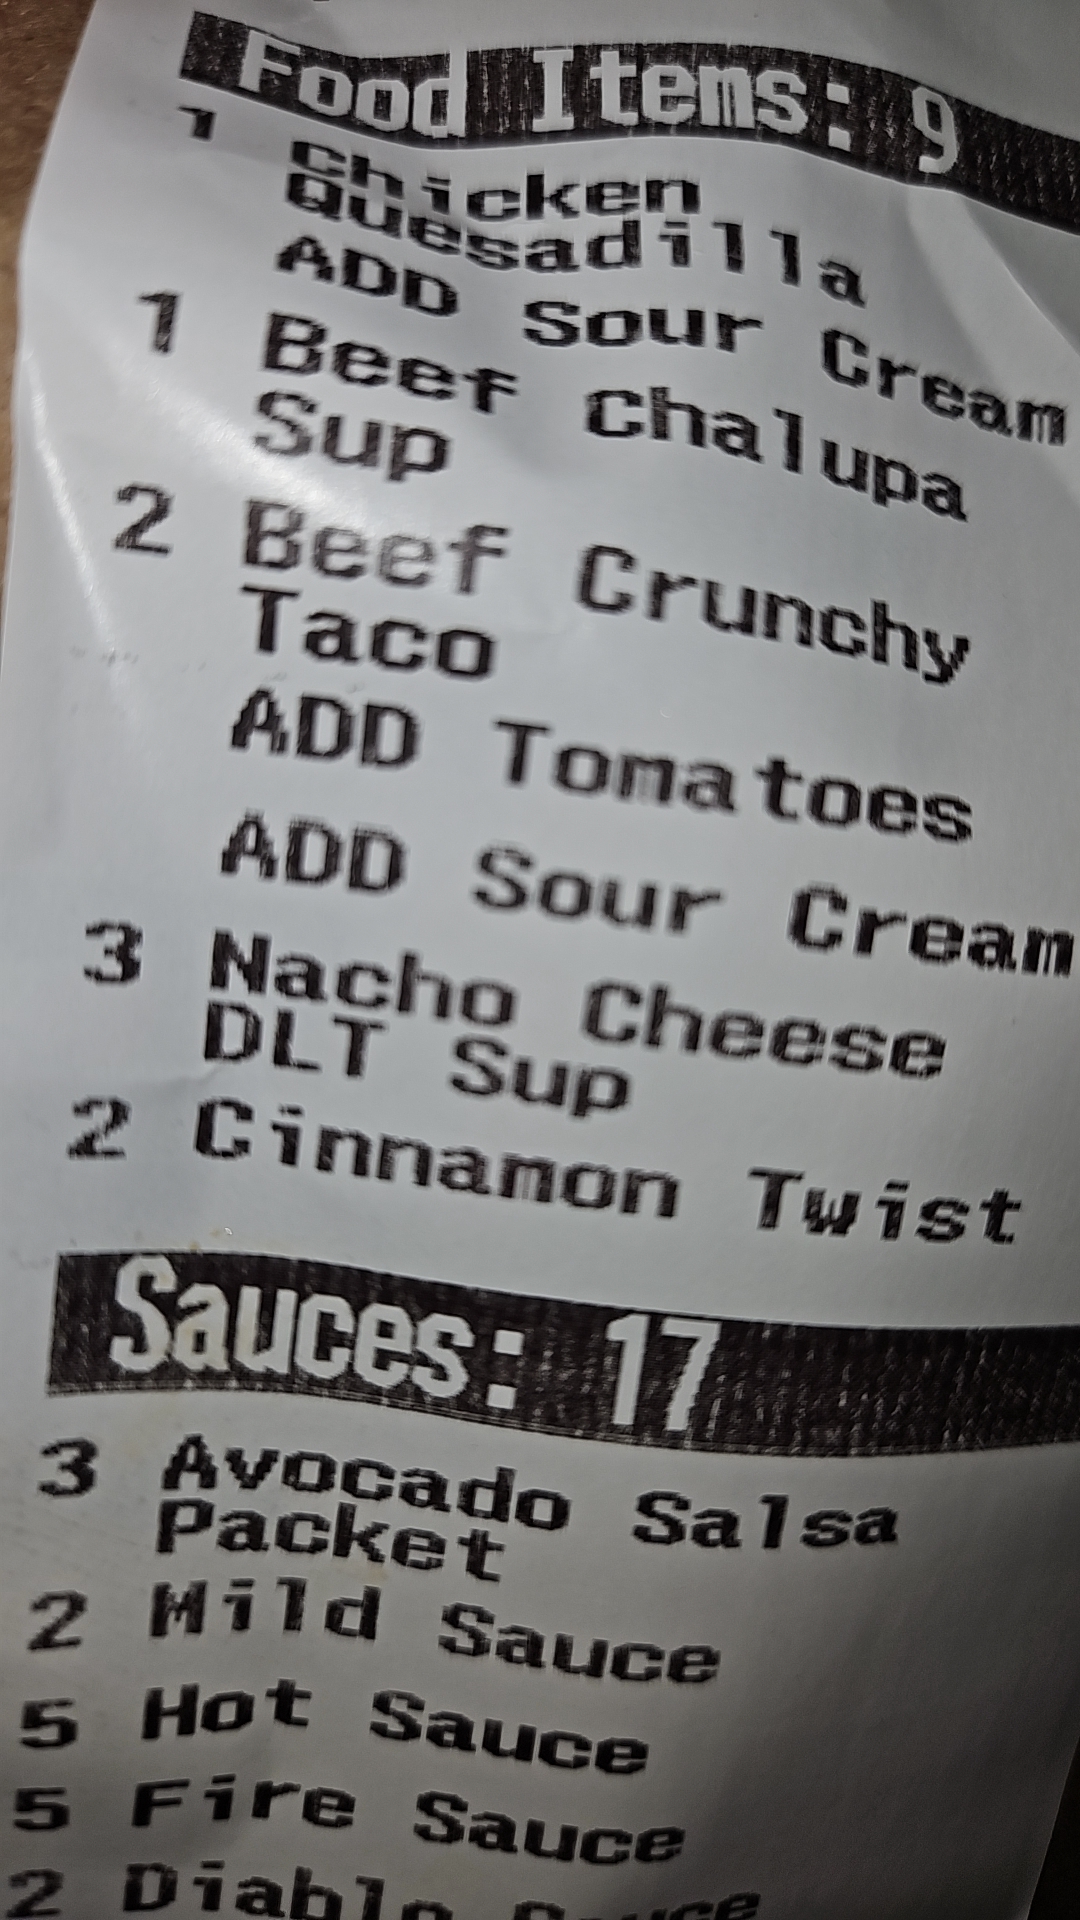 Food Items: 9
1 Chicken
Quesadilla
ADD Sour Cream
1 Beef Chalupa
Sup
2 Beef Crunchy
Taco
ADD Tomatoes
ADD Sour Cream
3 Nacho Cheese
DLT Sup
2 Cinnamon Twist
Sauces: 17
3 Avocado Salsa
Packet
2 Mild Sauce
5 Hot Sauce
5 Fire Sauce
2 Diablo Sauce